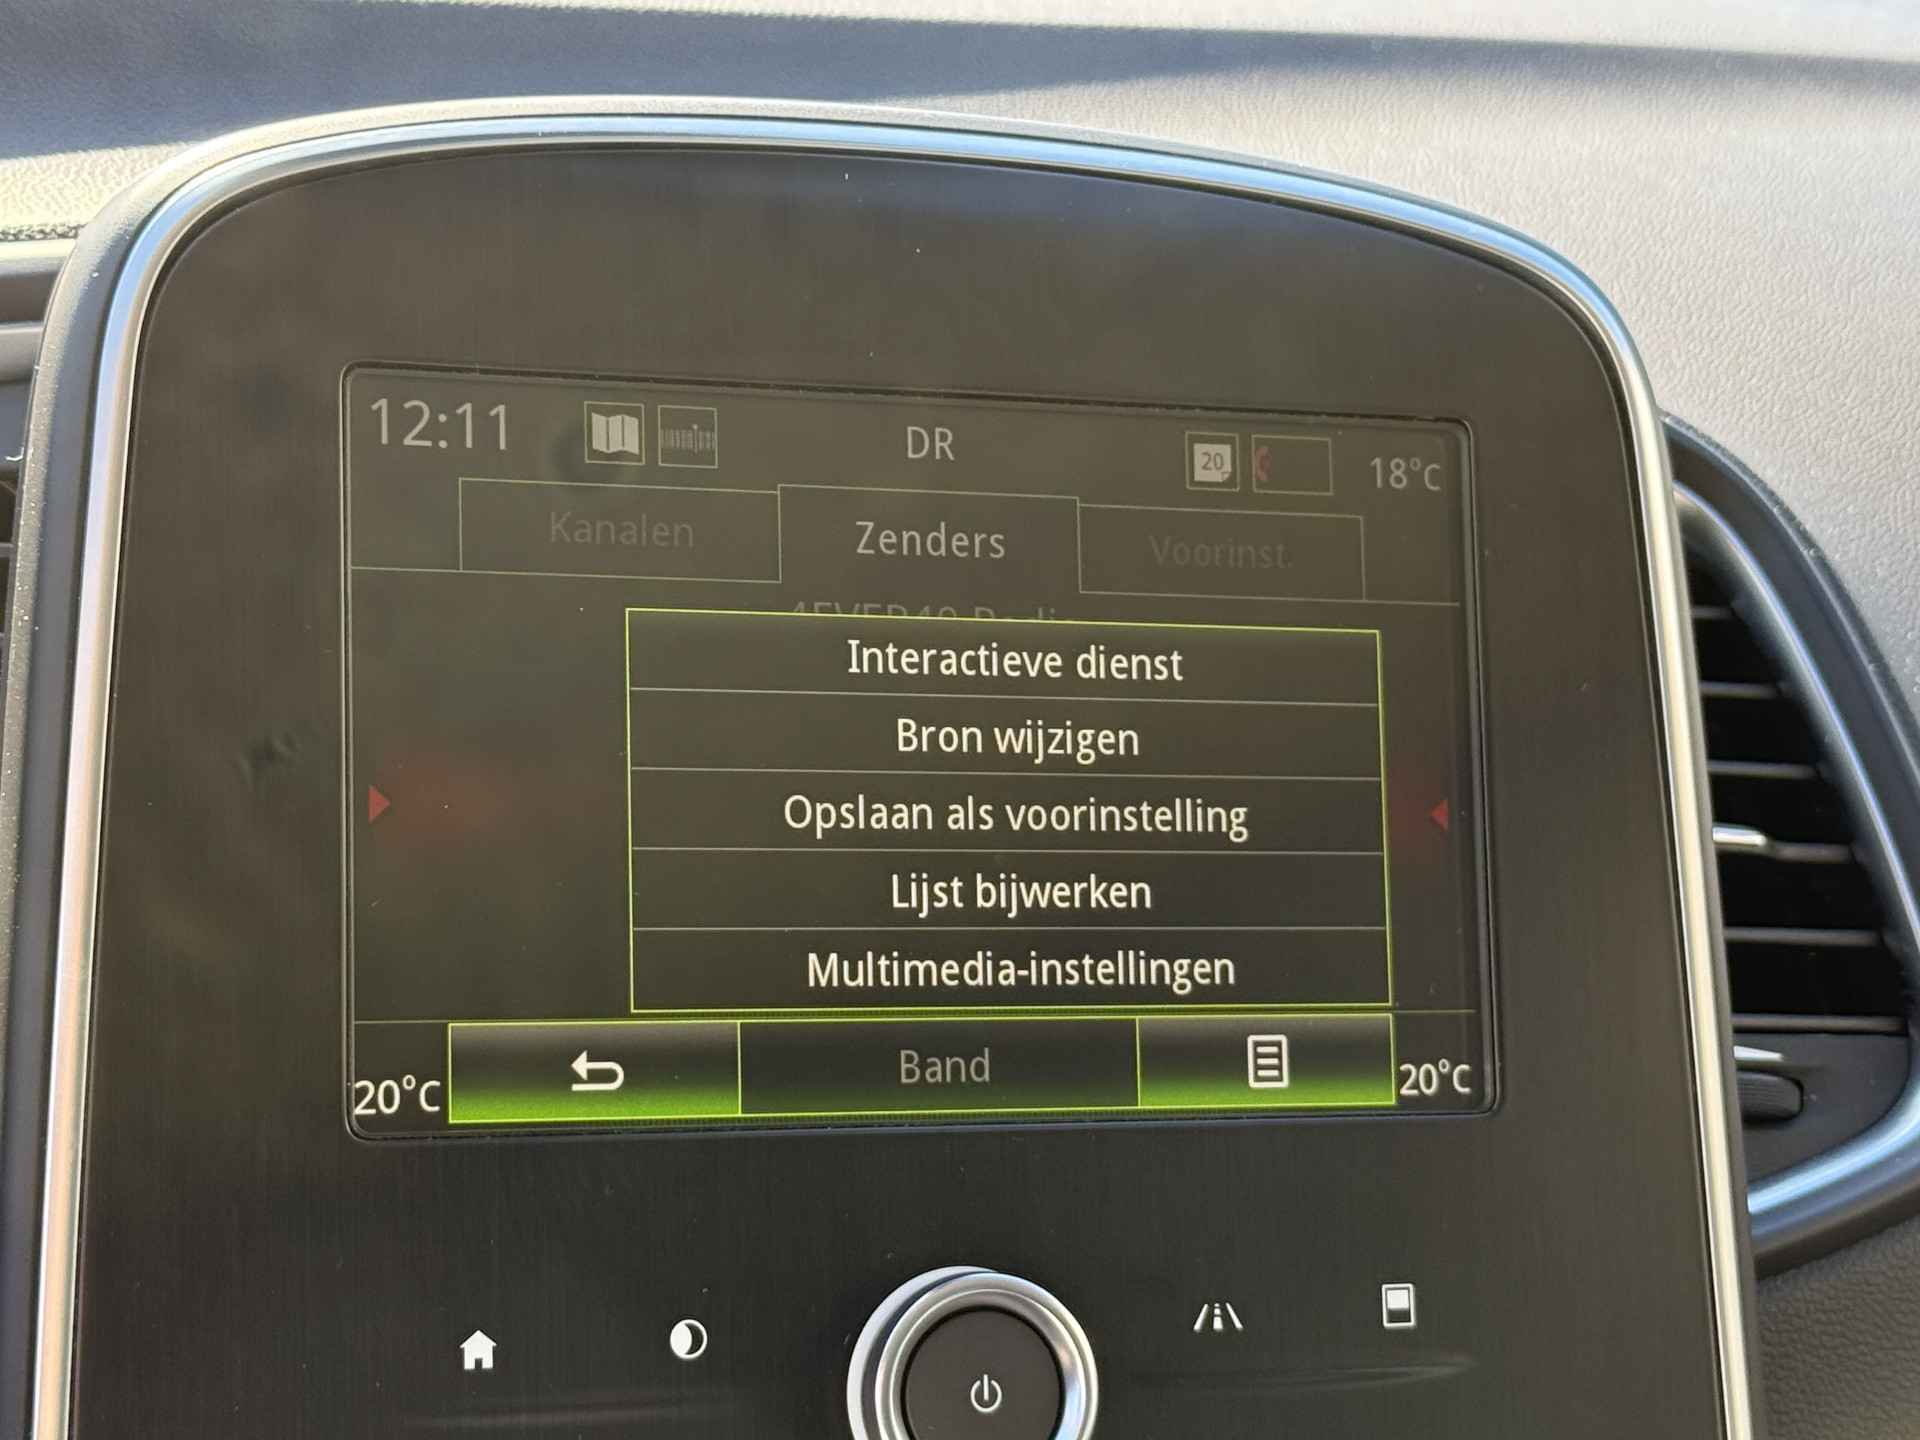 12:11
DR
20
18°C
Kanalen
Zenders
Voorinst.
Interactieve dienst
Bron wijzigen
Opslaan als voorinstelling
Lijst bijwerken
Multimedia-instellingen
20°C
Band
20°C